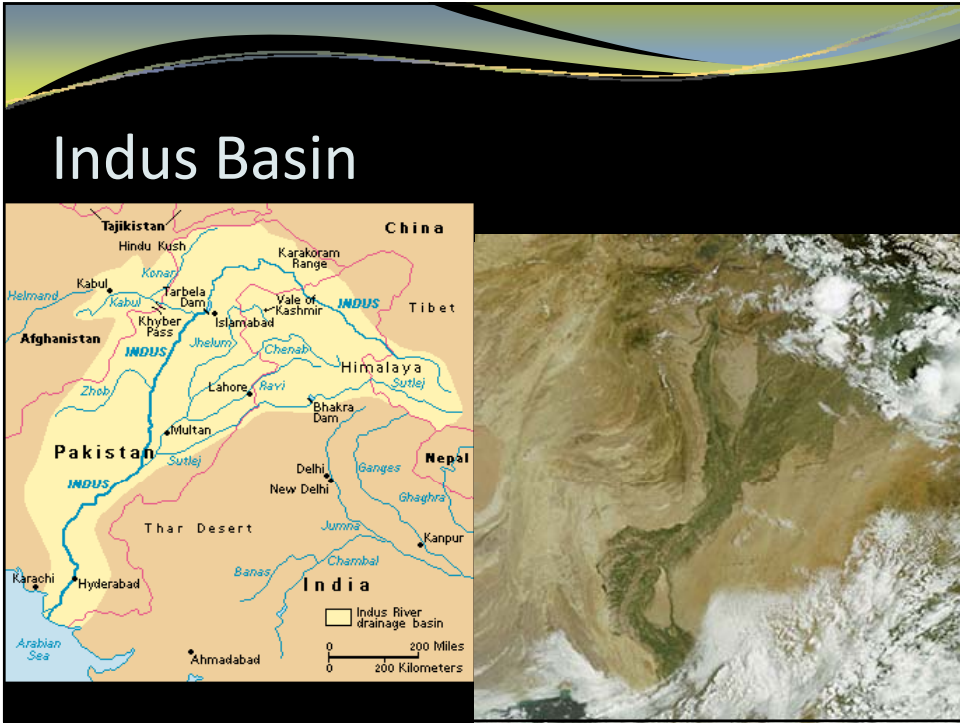 Indus Basin
Tajikistan
China
Hindu Kush
Karakoram
Range
Konar
Kabul
Tarbela
Dam
Vale of
Kashmir
INDUS
Tibet
Helmand
Kabul
Khyber
Pass
Islamabad
Afghanistan
INDUS
Jhelum
Chenab
Himalaya
Zhob
Lahore
Ravi
Sutlej
Bhakra
Dam
Multan
Pakistan
Sutlej
Nepal
Delhi
Ganges
INDUS
New Delhi
Ghaghra
Thar Desert
Jumna
Kanpur
Chambal
Banas
Karachi
Hyderabad
India
Indus River
drainage basin
Arabian
Sea
0 200 Miles
0 200 Kilometers
Ahmadabad